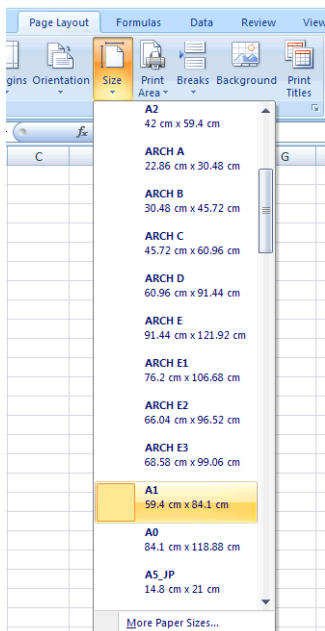 Page Layout Formulas Data Review View
gins Orientation Size Print Area Breaks Background Print Titles
fx
C G
A2
42 cm x 59.4 cm
ARCH A
22.86 cm x 30.48 cm
ARCH B
30.48 cm x 45.72 cm
ARCH C
45.72 cm x 60.96 cm
ARCH D
60.96 cm x 91.44 cm
ARCH E
91.44 cm x 121.92 cm
ARCH E1
76.2 cm x 106.68 cm
ARCH E2
66.04 cm x 96.52 cm
ARCH E3
68.58 cm x 99.06 cm
A1
59.4 cm x 84.1 cm
A0
84.1 cm x 118.88 cm
A5_JP
14.8 cm x 21 cm
More Paper Sizes...